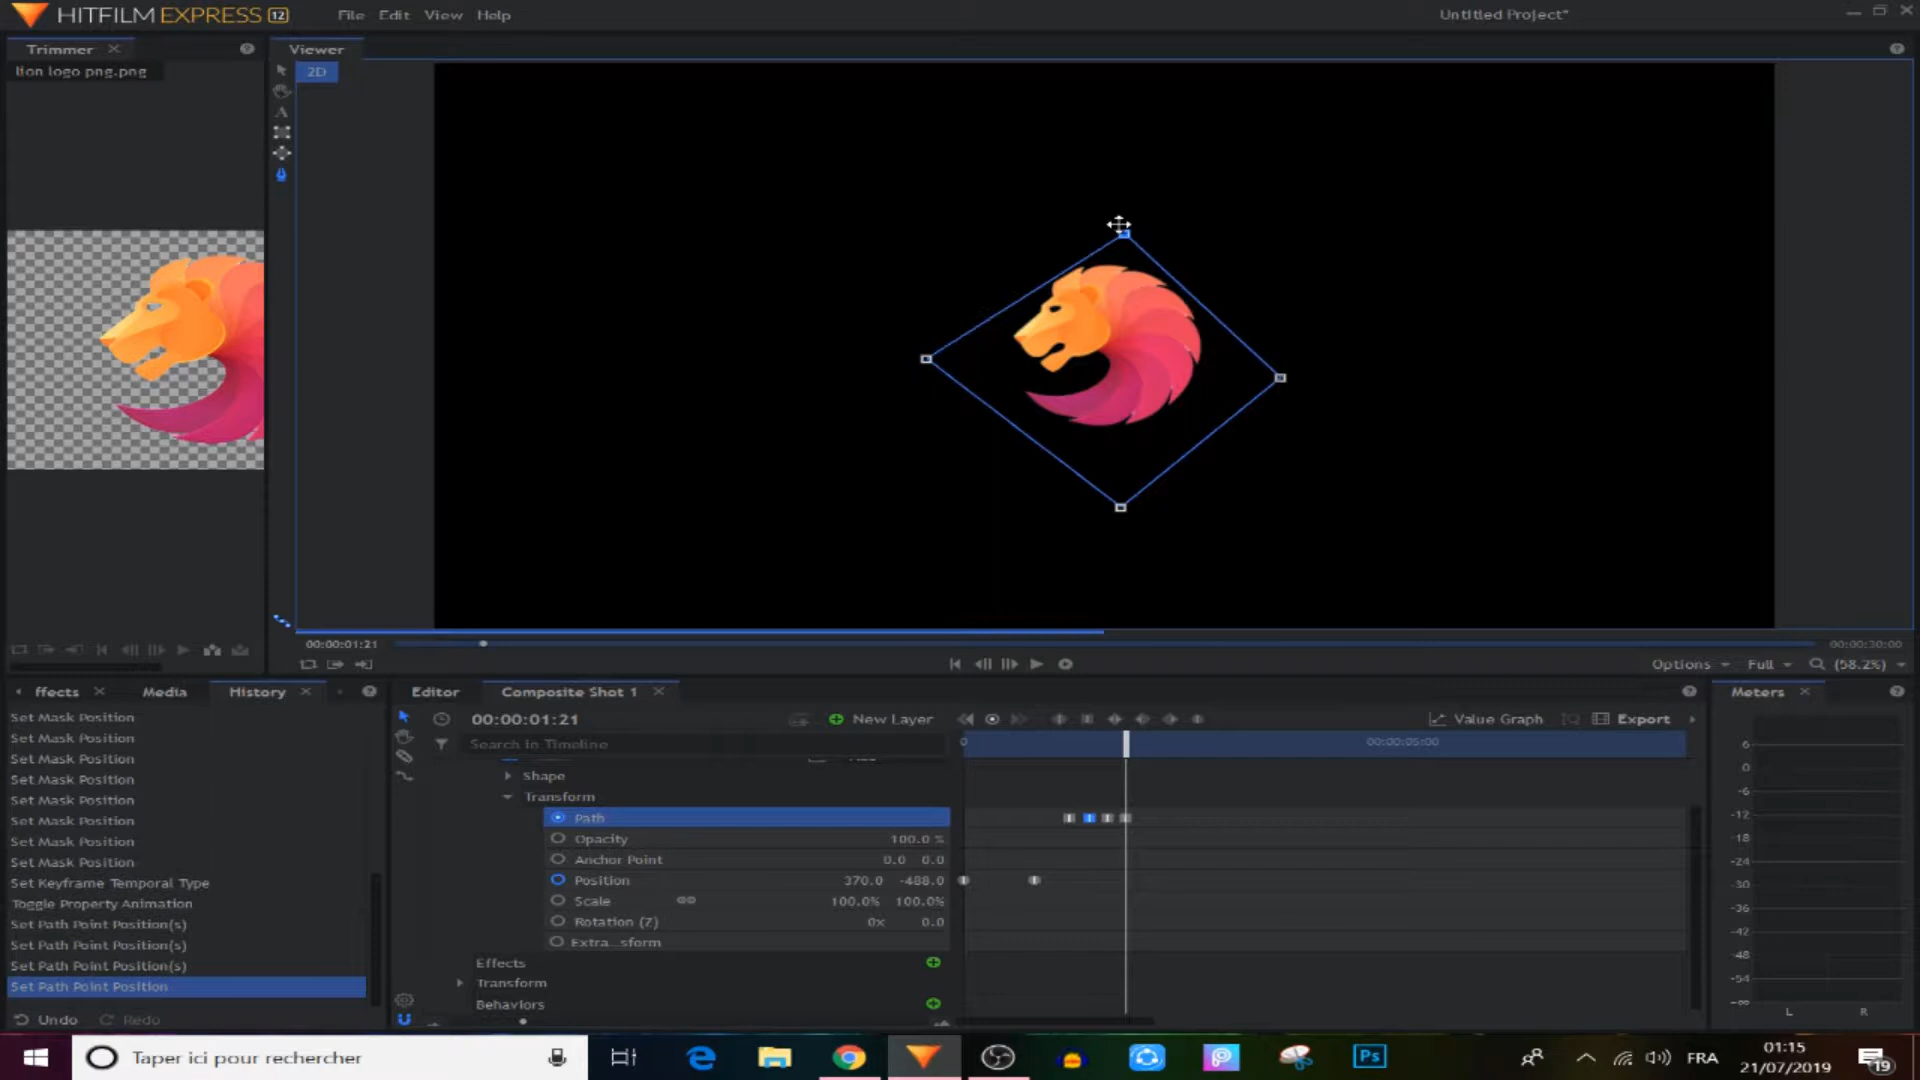 HITFILM EXPRESS 12
File Edit View Help
Untitled Project*
Trimmer
Viewer
lion logo png.png
2D
00:00:01:21
00:00:30:00
Options Full (58.2%)
ffects Media History
Editor Composite Shot 1
Meters
Set Mask Position
Set Mask Position
Set Mask Position
Set Mask Position
Set Mask Position
Set Mask Position
Set Mask Position
Set Mask Position
Set Keyframe Temporal Type
Toggle Property Animation
Set Path Point Position(s)
Set Path Point Position(s)
Set Path Point Position(s)
Set Path Point Position
Undo Redo
00:00:01:21
New Layer
Value Graph
Export
Search in Timeline
0
00:00:05:00
Shape
Transform
Path
Opacity 100.0 %
Anchor Point 0.0 0.0
Position 370.0 -488.0
Scale 100.0% 100.0%
Rotation (Z) 0x 0.0
Extra...sform
Effects
Transform
Behaviors
6
0
-6
-12
-18
-24
-30
-36
-42
-48
-54
-∞
L R
Taper ici pour rechercher
Ps
FRA
01:15
21/07/2019
19